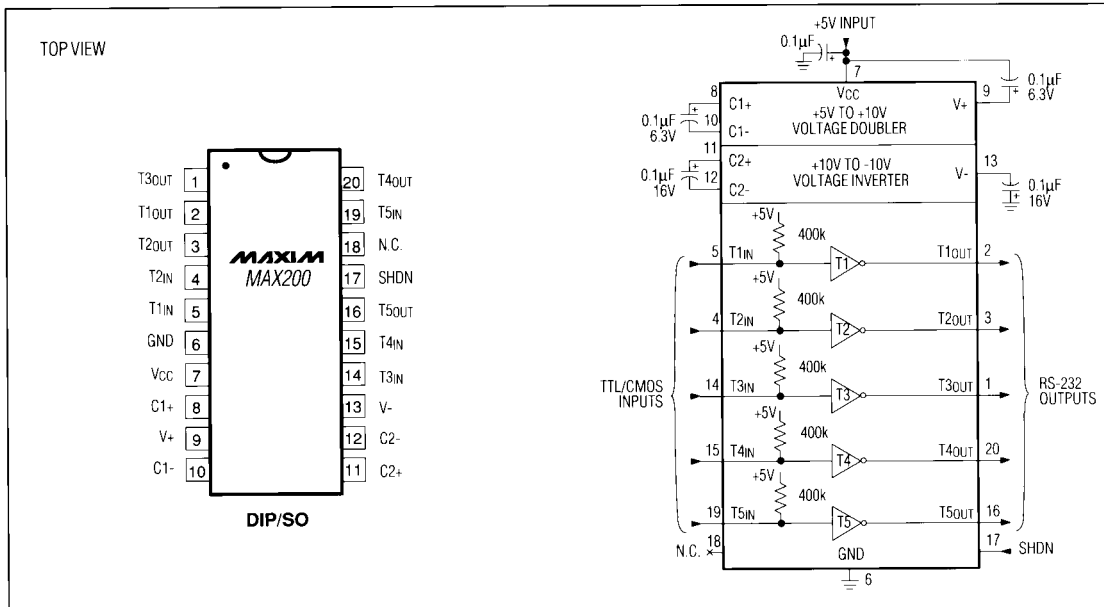 TOP VIEW
T3OUT 1
T1OUT 2
T2OUT 3
T2IN 4
T1IN 5
GND 6
VCC 7
C1+ 8
V+ 9
C1- 10
20 T4OUT
19 T5IN
18 N.C.
17 SHDN
16 T5OUT
15 T4IN
14 T3IN
13 V-
12 C2-
11 C2+
MAXIM
MAX200
DIP/SO
+5V INPUT
0.1µF
+
7
VCC
0.1µF
6.3V
+
9
V+
8
C1+
+5V TO +10V
VOLTAGE DOUBLER
0.1µF
6.3V
+
10
C1-
11
C2+
+10V TO -10V
VOLTAGE INVERTER
0.1µF
16V
+
12
C2-
13
V-
0.1µF
16V
+
+5V
400k
5 T1IN T1 T1OUT 2
+5V
400k
4 T2IN T2 T2OUT 3
+5V
400k
14 T3IN T3 T3OUT 1
+5V
400k
15 T4IN T4 T4OUT 20
+5V
400k
19 T5IN T5 T5OUT 16
TTL/CMOS
INPUTS
RS-232
OUTPUTS
N.C. 18
GND
17 SHDN
6